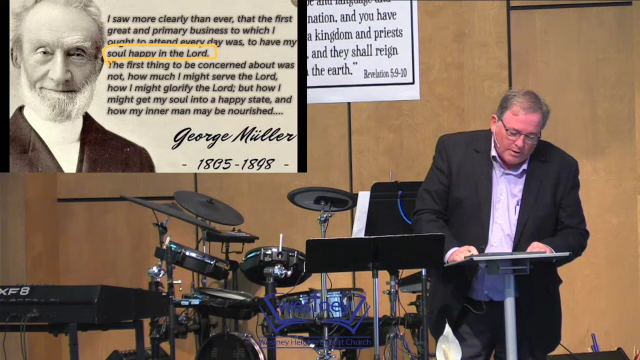 I saw more clearly than ever, that the first
great and primary business to which I
ought to attend every day was, to have my
soul happy in the Lord.
The first thing to be concerned about was
not, how much I might serve the Lord,
how I might glorify the Lord; but how I
might get my soul into a happy state, and
how my inner man may be nourished....
George Müller
- 1805-1898 -
and language and
nation, and you have
a kingdom and priests
, and they shall reign
the earth."
Revelation 5:9-10
XF8
Church